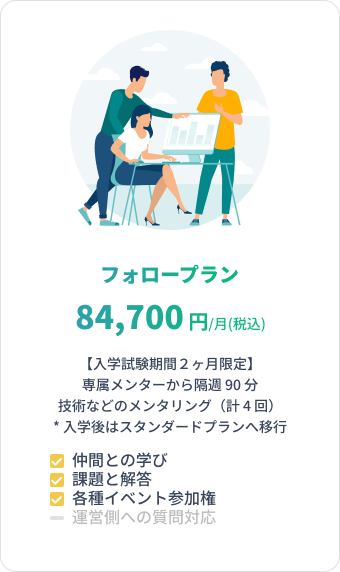 フォロープラン
84,700 円/月(税込)
【入学試験期間２ヶ月限定】
専属メンターから隔週 90 分
技術などのメンタリング（計４回）
* 入学後はスタンダードプランへ移行
仲間との学び
課題と解答
各種イベント参加権
運営側への質問対応